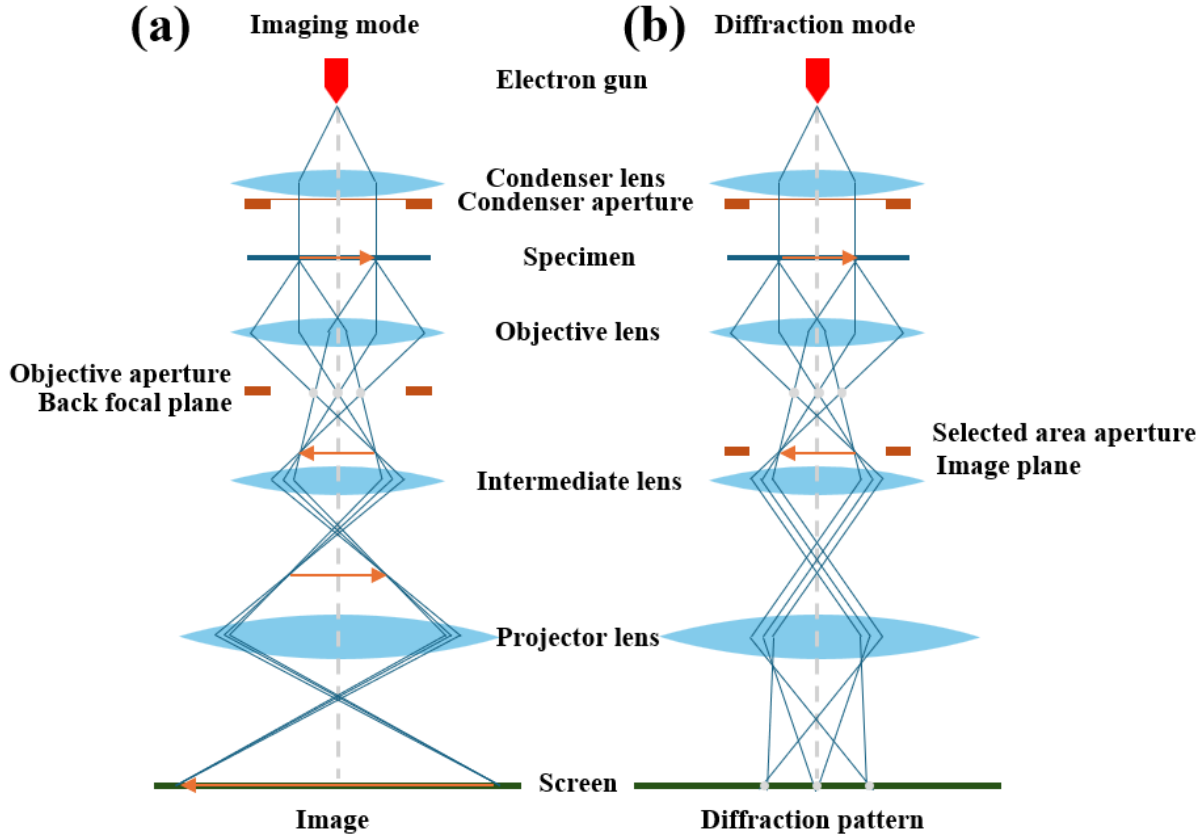 (a)
Imaging mode
(b)
Diffraction mode
Electron gun
Condenser lens
Condenser aperture
Specimen
Objective lens
Objective aperture
Back focal plane
Selected area aperture
Image plane
Intermediate lens
Projector lens
Screen
Image
Diffraction pattern